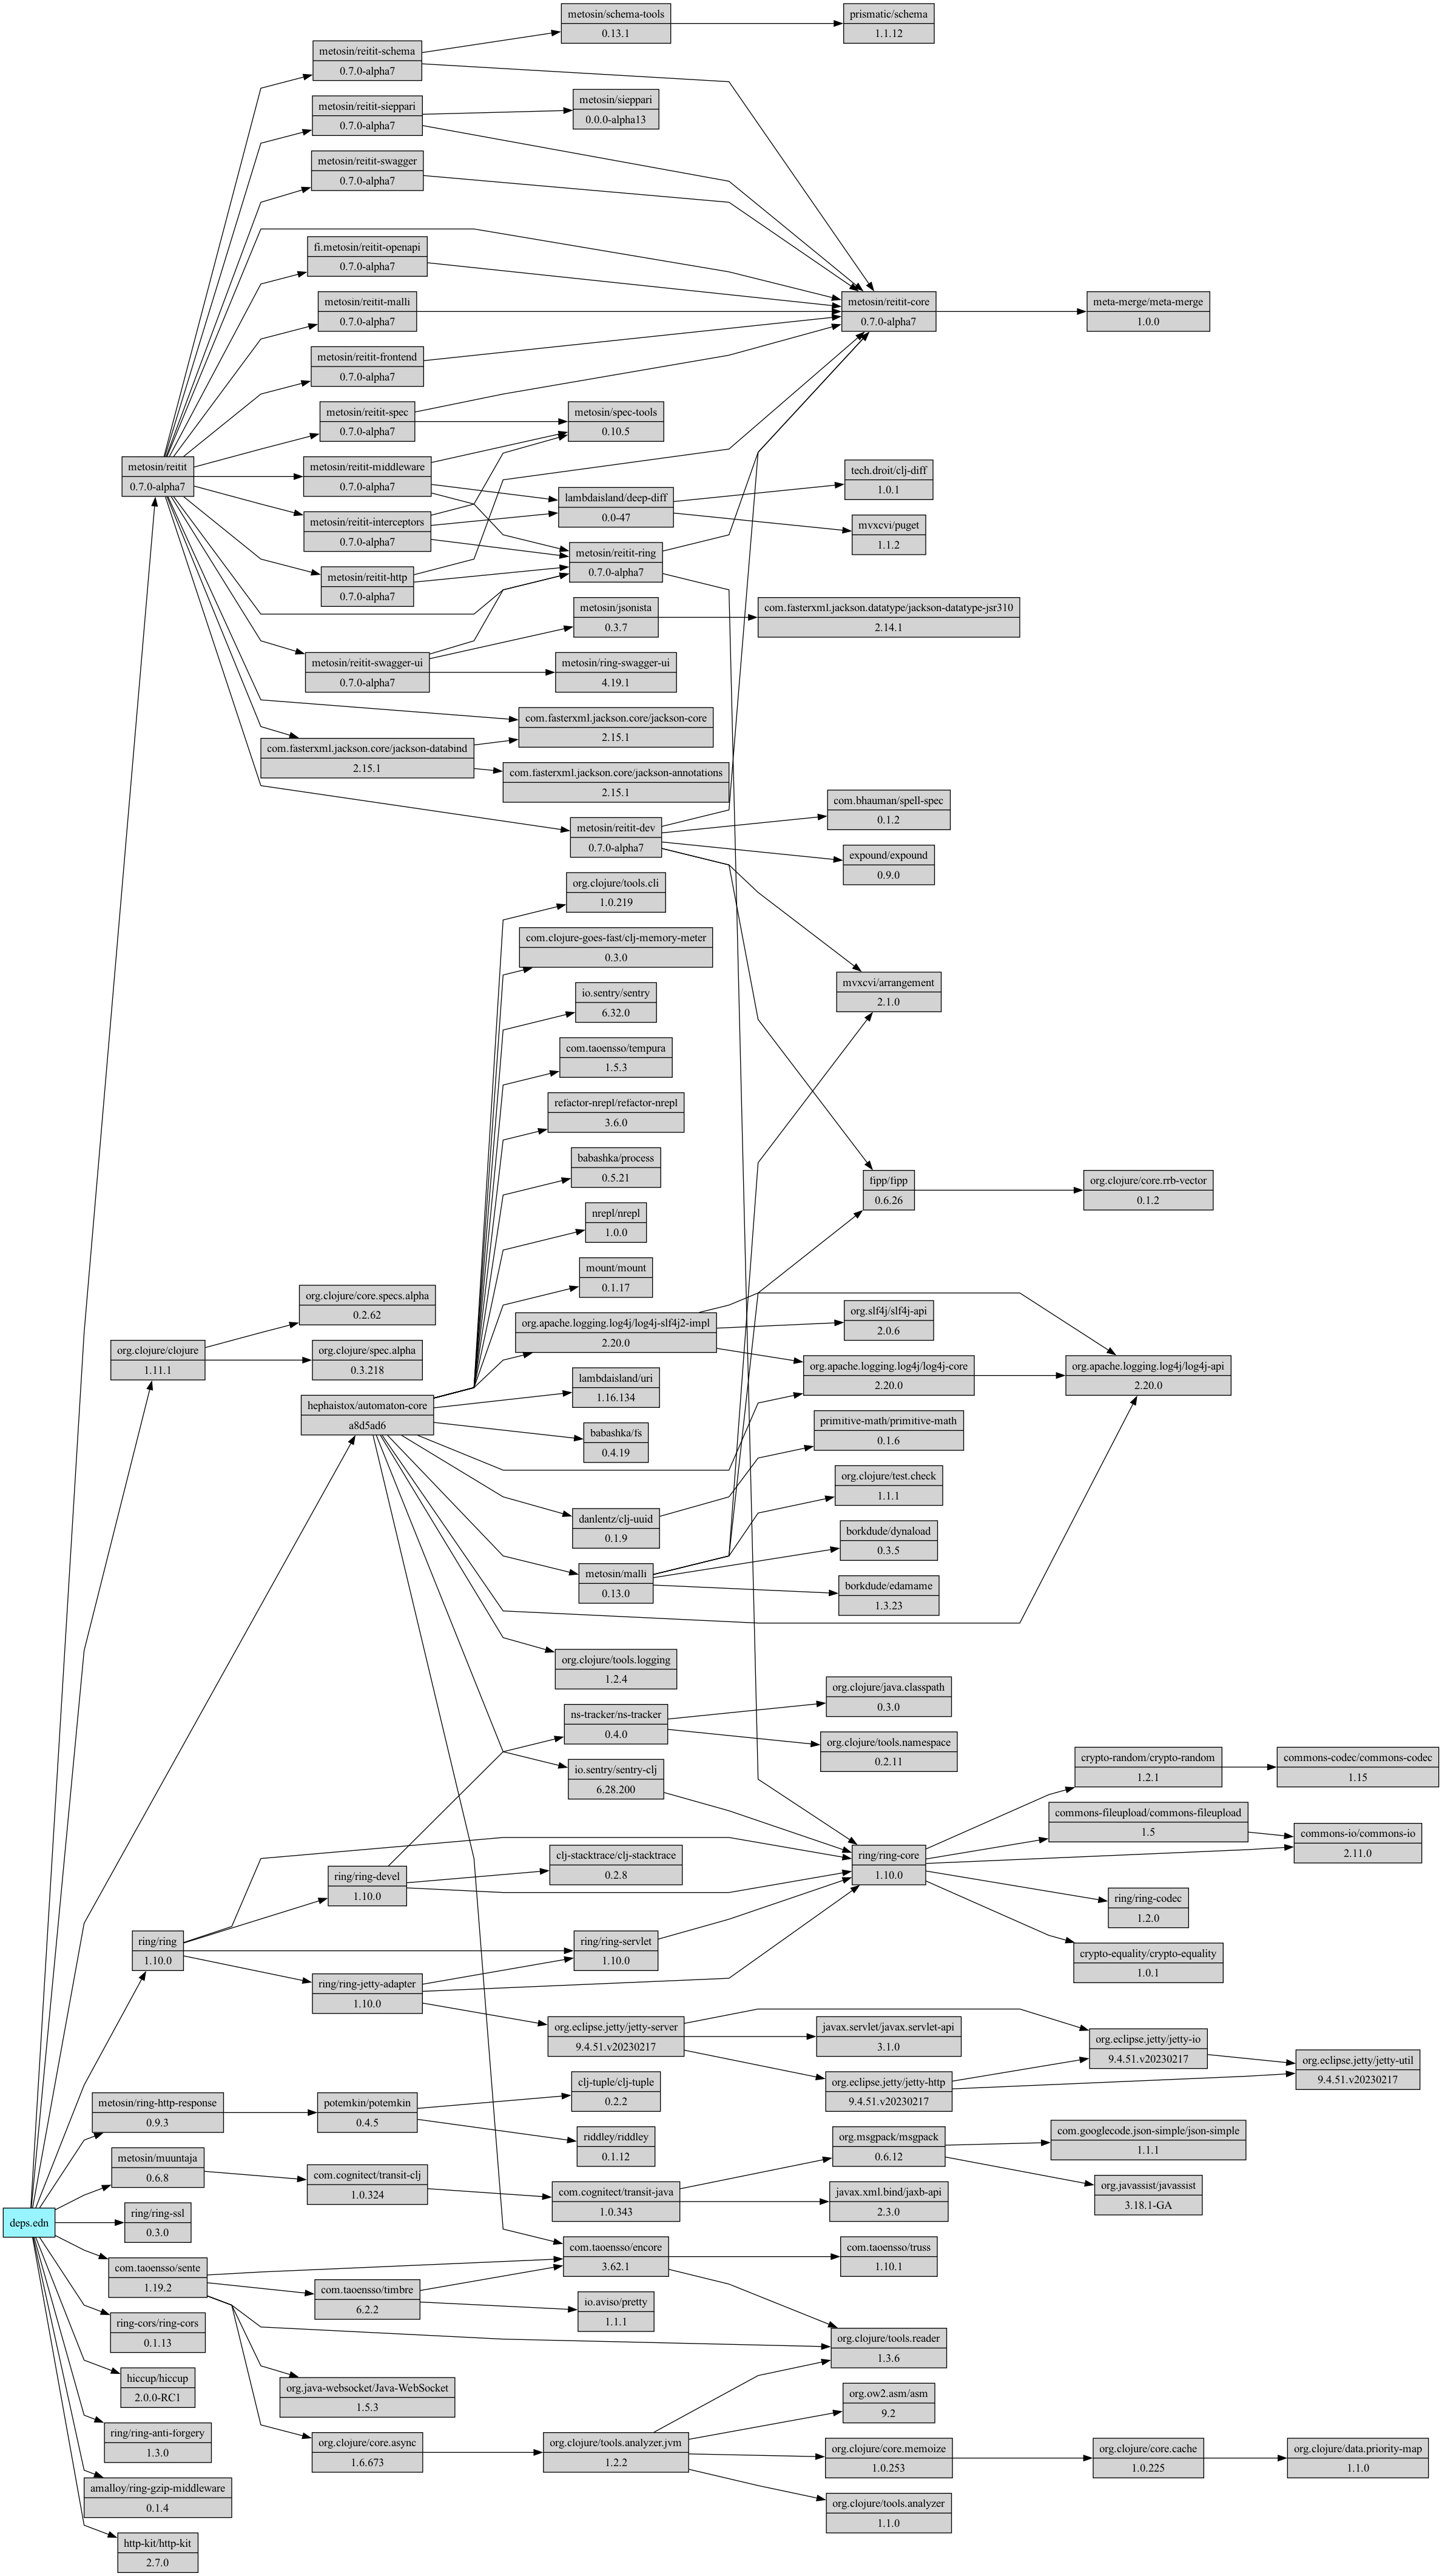 metosin/schema-tools
0.13.1
prismatic/schema
1.1.12
metosin/reitit-schema
0.7.0-alpha7
metosin/reitit-sieppari
0.7.0-alpha7
metosin/sieppari
0.0.0-alpha13
metosin/reitit-swagger
0.7.0-alpha7
fi.metosin/reitit-openapi
0.7.0-alpha7
metosin/reitit-malli
0.7.0-alpha7
metosin/reitit-core
0.7.0-alpha7
meta-merge/meta-merge
1.0.0
metosin/reitit-frontend
0.7.0-alpha7
metosin/reitit-spec
0.7.0-alpha7
metosin/spec-tools
0.10.5
metosin/reitit
0.7.0-alpha7
metosin/reitit-middleware
0.7.0-alpha7
lambdaisland/deep-diff
0.0-47
tech.droit/clj-diff
1.0.1
metosin/reitit-interceptors
0.7.0-alpha7
mvxcvi/puget
1.1.2
metosin/reitit-ring
0.7.0-alpha7
metosin/reitit-http
0.7.0-alpha7
metosin/jsonista
0.3.7
com.fasterxml.jackson.datatype/jackson-datatype-jsr310
2.14.1
metosin/reitit-swagger-ui
0.7.0-alpha7
metosin/ring-swagger-ui
4.19.1
com.fasterxml.jackson.core/jackson-core
2.15.1
com.fasterxml.jackson.core/jackson-databind
2.15.1
com.fasterxml.jackson.core/jackson-annotations
2.15.1
com.bhauman/spell-spec
0.1.2
metosin/reitit-dev
0.7.0-alpha7
expound/expound
0.9.0
org.clojure/tools.cli
1.0.219
com.clojure-goes-fast/clj-memory-meter
0.3.0
io.sentry/sentry
6.32.0
mvxcvi/arrangement
2.1.0
com.taoensso/tempura
1.5.3
refactor-nrepl/refactor-nrepl
3.6.0
babashka/process
0.5.21
fipp/fipp
0.6.26
org.clojure/core.rrb-vector
0.1.2
nrepl/nrepl
1.0.0
mount/mount
0.1.17
org.clojure/core.specs.alpha
0.2.62
org.apache.logging.log4j/log4j-slf4j2-impl
2.20.0
org.slf4j/slf4j-api
2.0.6
org.clojure/clojure
1.11.1
org.clojure/spec.alpha
0.3.218
org.apache.logging.log4j/log4j-core
2.20.0
org.apache.logging.log4j/log4j-api
2.20.0
lambdaisland/uri
1.16.134
hephaistox/automaton-core
a8d5ad6
primitive-math/primitive-math
0.1.6
babashka/fs
0.4.19
org.clojure/test.check
1.1.1
danlentz/clj-uuid
0.1.9
borkdude/dynaload
0.3.5
metosin/malli
0.13.0
borkdude/edamame
1.3.23
org.clojure/tools.logging
1.2.4
org.clojure/java.classpath
0.3.0
ns-tracker/ns-tracker
0.4.0
org.clojure/tools.namespace
0.2.11
io.sentry/sentry-clj
6.28.200
crypto-random/crypto-random
1.2.1
commons-codec/commons-codec
1.15
commons-fileupload/commons-fileupload
1.5
commons-io/commons-io
2.11.0
clj-stacktrace/clj-stacktrace
0.2.8
ring/ring-core
1.10.0
ring/ring-devel
1.10.0
ring/ring-codec
1.2.0
ring/ring
1.10.0
ring/ring-servlet
1.10.0
crypto-equality/crypto-equality
1.0.1
ring/ring-jetty-adapter
1.10.0
org.eclipse.jetty/jetty-server
9.4.51.v20230217
javax.servlet/javax.servlet-api
3.1.0
org.eclipse.jetty/jetty-io
9.4.51.v20230217
org.eclipse.jetty/jetty-util
9.4.51.v20230217
org.eclipse.jetty/jetty-http
9.4.51.v20230217
clj-tuple/clj-tuple
0.2.2
metosin/ring-http-response
0.9.3
potemkin/potemkin
0.4.5
riddley/riddley
0.1.12
org.msgpack/msgpack
0.6.12
com.googlecode.json-simple/json-simple
1.1.1
metosin/muuntaja
0.6.8
com.cognitect/transit-clj
1.0.324
com.cognitect/transit-java
1.0.343
javax.xml.bind/jaxb-api
2.3.0
org.javassist/javassist
3.18.1-GA
deps.edn
ring/ring-ssl
0.3.0
com.taoensso/encore
3.62.1
com.taoensso/truss
1.10.1
com.taoensso/sente
1.19.2
com.taoensso/timbre
6.2.2
io.aviso/pretty
1.1.1
ring-cors/ring-cors
0.1.13
org.clojure/tools.reader
1.3.6
hiccup/hiccup
2.0.0-RC1
org.java-websocket/Java-WebSocket
1.5.3
org.ow2.asm/asm
9.2
ring/ring-anti-forgery
1.3.0
org.clojure/core.async
1.6.673
org.clojure/tools.analyzer.jvm
1.2.2
org.clojure/core.memoize
1.0.253
org.clojure/core.cache
1.0.225
org.clojure/data.priority-map
1.1.0
amalloy/ring-gzip-middleware
0.1.4
org.clojure/tools.analyzer
1.1.0
http-kit/http-kit
2.7.0